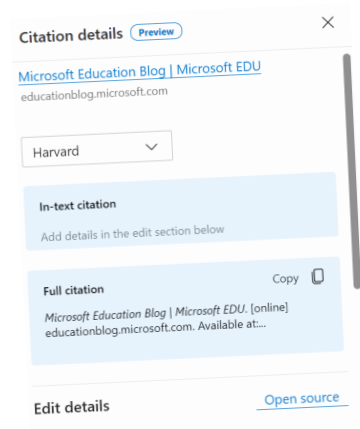 Citation details Preview
Microsoft Education Blog | Microsoft EDU
educationblog.microsoft.com
Harvard
In-text citation
Add details in the edit section below
Full citation Copy
Microsoft Education Blog | Microsoft EDU. [online]
educationblog.microsoft.com. Available at:...
Edit details Open source